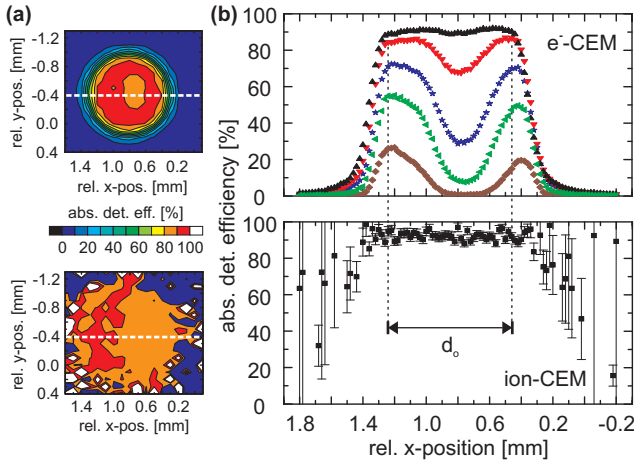 (a)
rel. y-pos. [mm]
-1.2
-0.8
-0.4
0.0
0.4
1.4 1.0 0.6 0.2
rel. x-pos. [mm]
abs. det. eff. [%]
0 20 40 60 80 100
rel. y-pos. [mm]
-1.2
-0.8
-0.4
0.0
0.4
1.4 1.0 0.6 0.2
rel. x-pos. [mm]
(b)
abs. det. efficiency [%]
100
80
60
40
20
0
e⁻-CEM
100
80
60
40
20
0
dₒ
ion-CEM
1.8 1.4 1.0 0.6 0.2 -0.2
rel. x-position [mm]